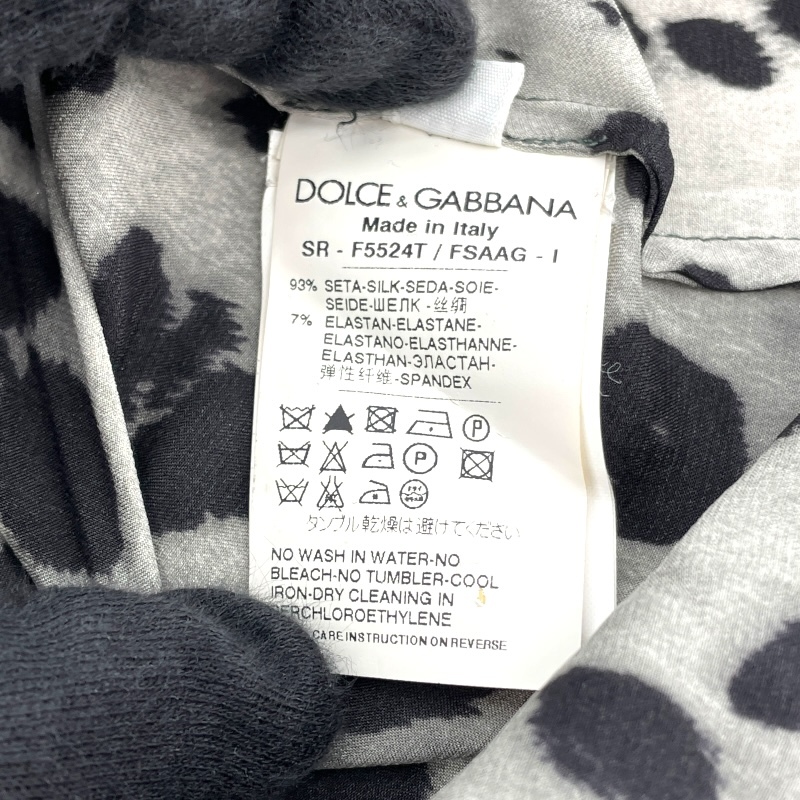 DOLCE & GABBANA
Made in Italy
SR - F5524T / FSAAG - I
93% SETA-SILK-SEDA-SOIE-
SEIDE-ШЕЛК -丝绸
7% ELASTAN-ELASTANE-
ELASTANO-ELASTHANNE-
ELASTHAN-ЭЛАСТАН-
弹性纤维-SPANDEX
P
P
タンブル乾燥は避けてください
NO WASH IN WATER-NO
BLEACH-NO TUMBLER-COOL
IRON-DRY CLEANING IN
PERCHLOROETHYLENE
CARE INSTRUCTION ON REVERSE